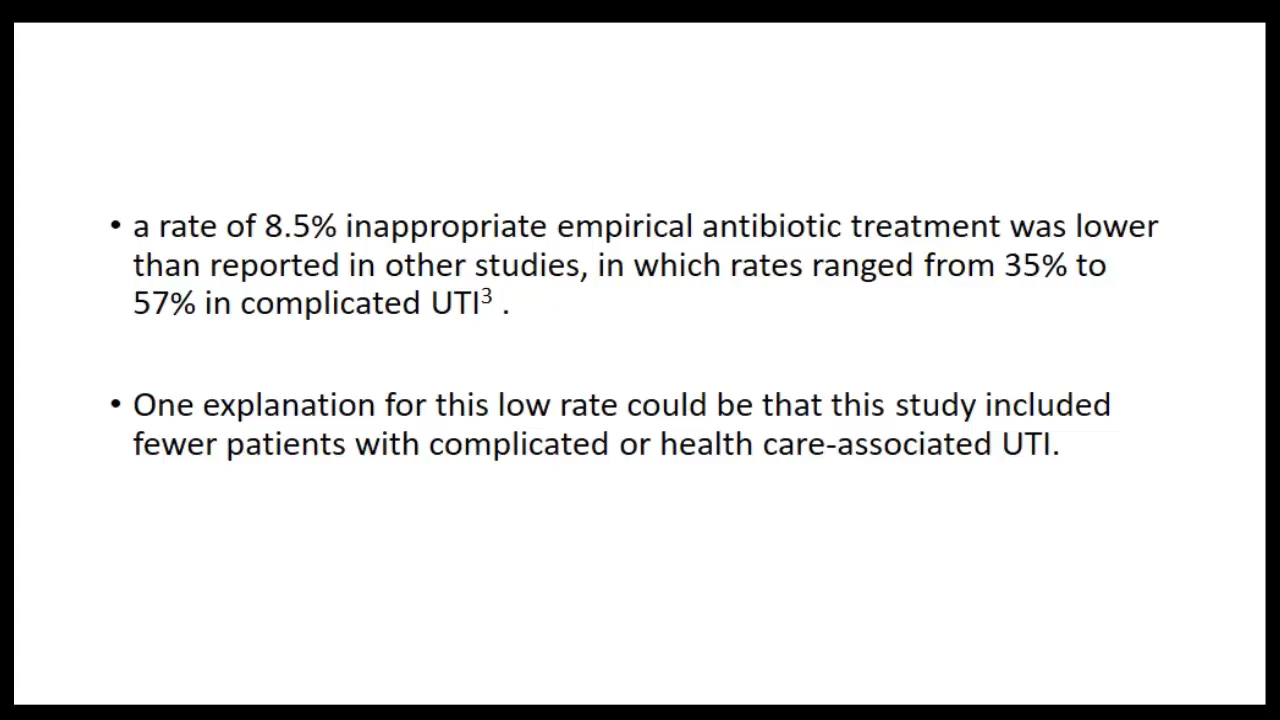 • a rate of 8.5% inappropriate empirical antibiotic treatment was lower
than reported in other studies, in which rates ranged from 35% to
57% in complicated UTI³ .
• One explanation for this low rate could be that this study included
fewer patients with complicated or health care-associated UTI.